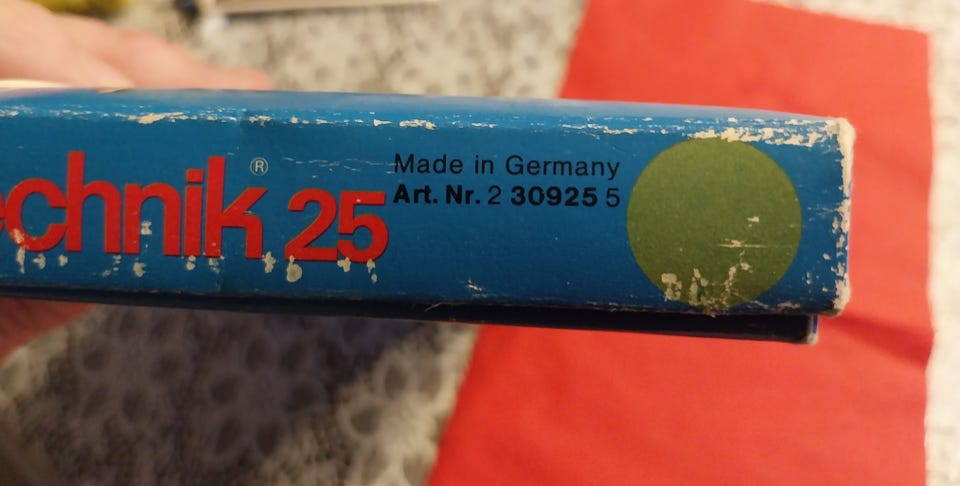 echnik® 25
Made in Germany
Art. Nr. 2 30925 5